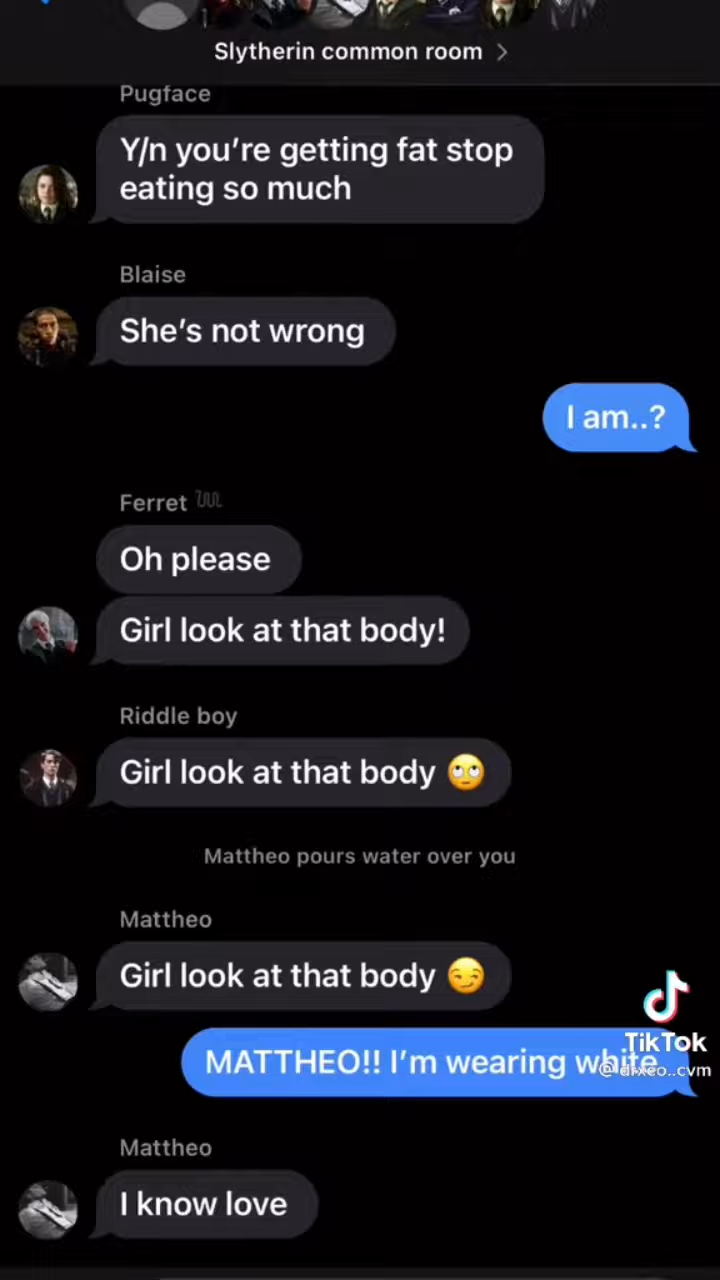 Slytherin common room >
Pugface
Y/n you're getting fat stop
eating so much
Blaise
She's not wrong
I am..?
Ferret
Oh please
Girl look at that body!
Riddle boy
Girl look at that body 🙄
Mattheo pours water over you
Mattheo
Girl look at that body 😏
MATTHEO!! I'm wearing white
TikTok
Mattheo
I know love